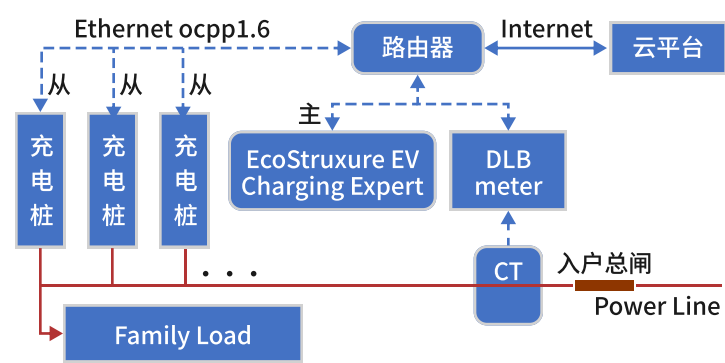 Ethernet ocpp1.6
Internet
路由器
云平台
从
从
从
主
充
电
桩
充
电
桩
充
电
桩
EcoStruxure EV
Charging Expert
DLB
meter
. . .
CT
入户总闸
Power Line
Family Load